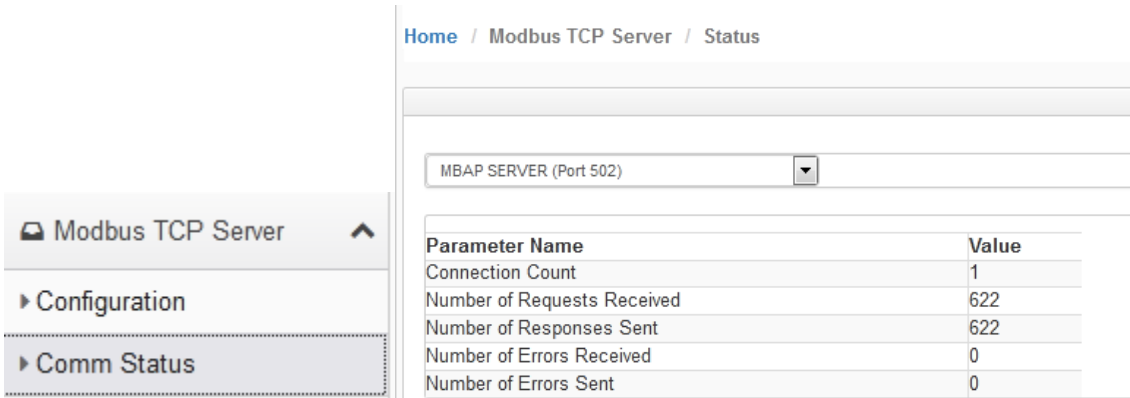 Home / Modbus TCP Server / Status
MBAP SERVER (Port 502)
Modbus TCP Server
Configuration
Comm Status
Parameter Name Value
Connection Count 1
Number of Requests Received 622
Number of Responses Sent 622
Number of Errors Received 0
Number of Errors Sent 0